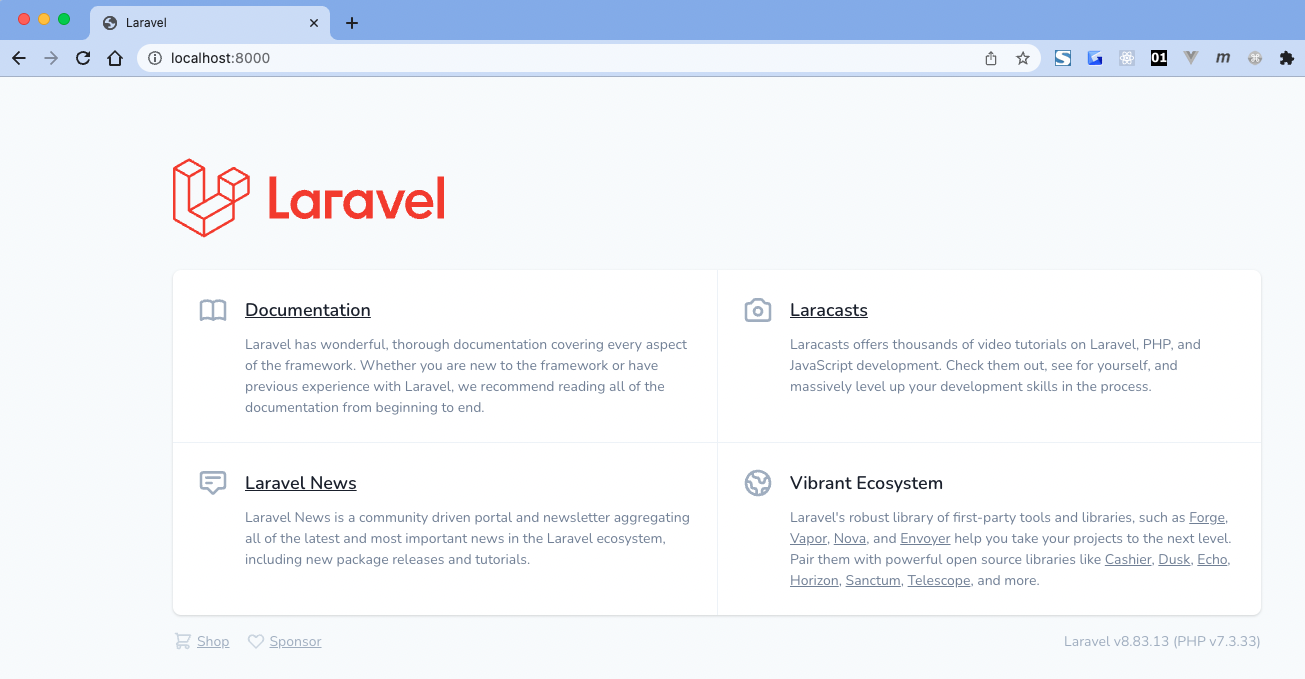 Laravel
localhost:8000
01
m
Laravel
Documentation
Laravel has wonderful, thorough documentation covering every aspect
of the framework. Whether you are new to the framework or have
previous experience with Laravel, we recommend reading all of the
documentation from beginning to end.
Laracasts
Laracasts offers thousands of video tutorials on Laravel, PHP, and
JavaScript development. Check them out, see for yourself, and
massively level up your development skills in the process.
Laravel News
Laravel News is a community driven portal and newsletter aggregating
all of the latest and most important news in the Laravel ecosystem,
including new package releases and tutorials.
Vibrant Ecosystem
Laravel's robust library of first-party tools and libraries, such as Forge,
Vapor, Nova, and Envoyer help you take your projects to the next level.
Pair them with powerful open source libraries like Cashier, Dusk, Echo,
Horizon, Sanctum, Telescope, and more.
Shop
Sponsor
Laravel v8.83.13 (PHP v7.3.33)